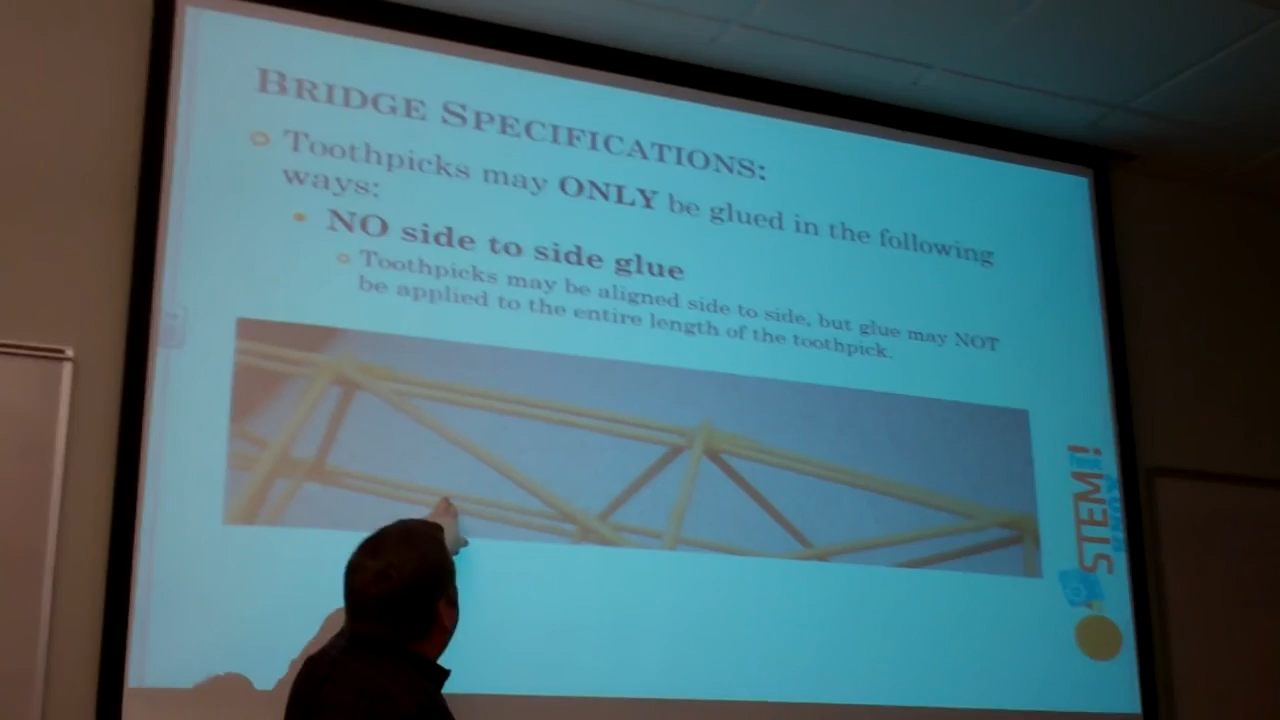 BRIDGE SPECIFICATIONS:
Toothpicks may ONLY be glued in the following
ways:
NO side to side glue
Toothpicks may be aligned side to side, but glue may NOT
be applied to the entire length of the toothpick.
STEM!